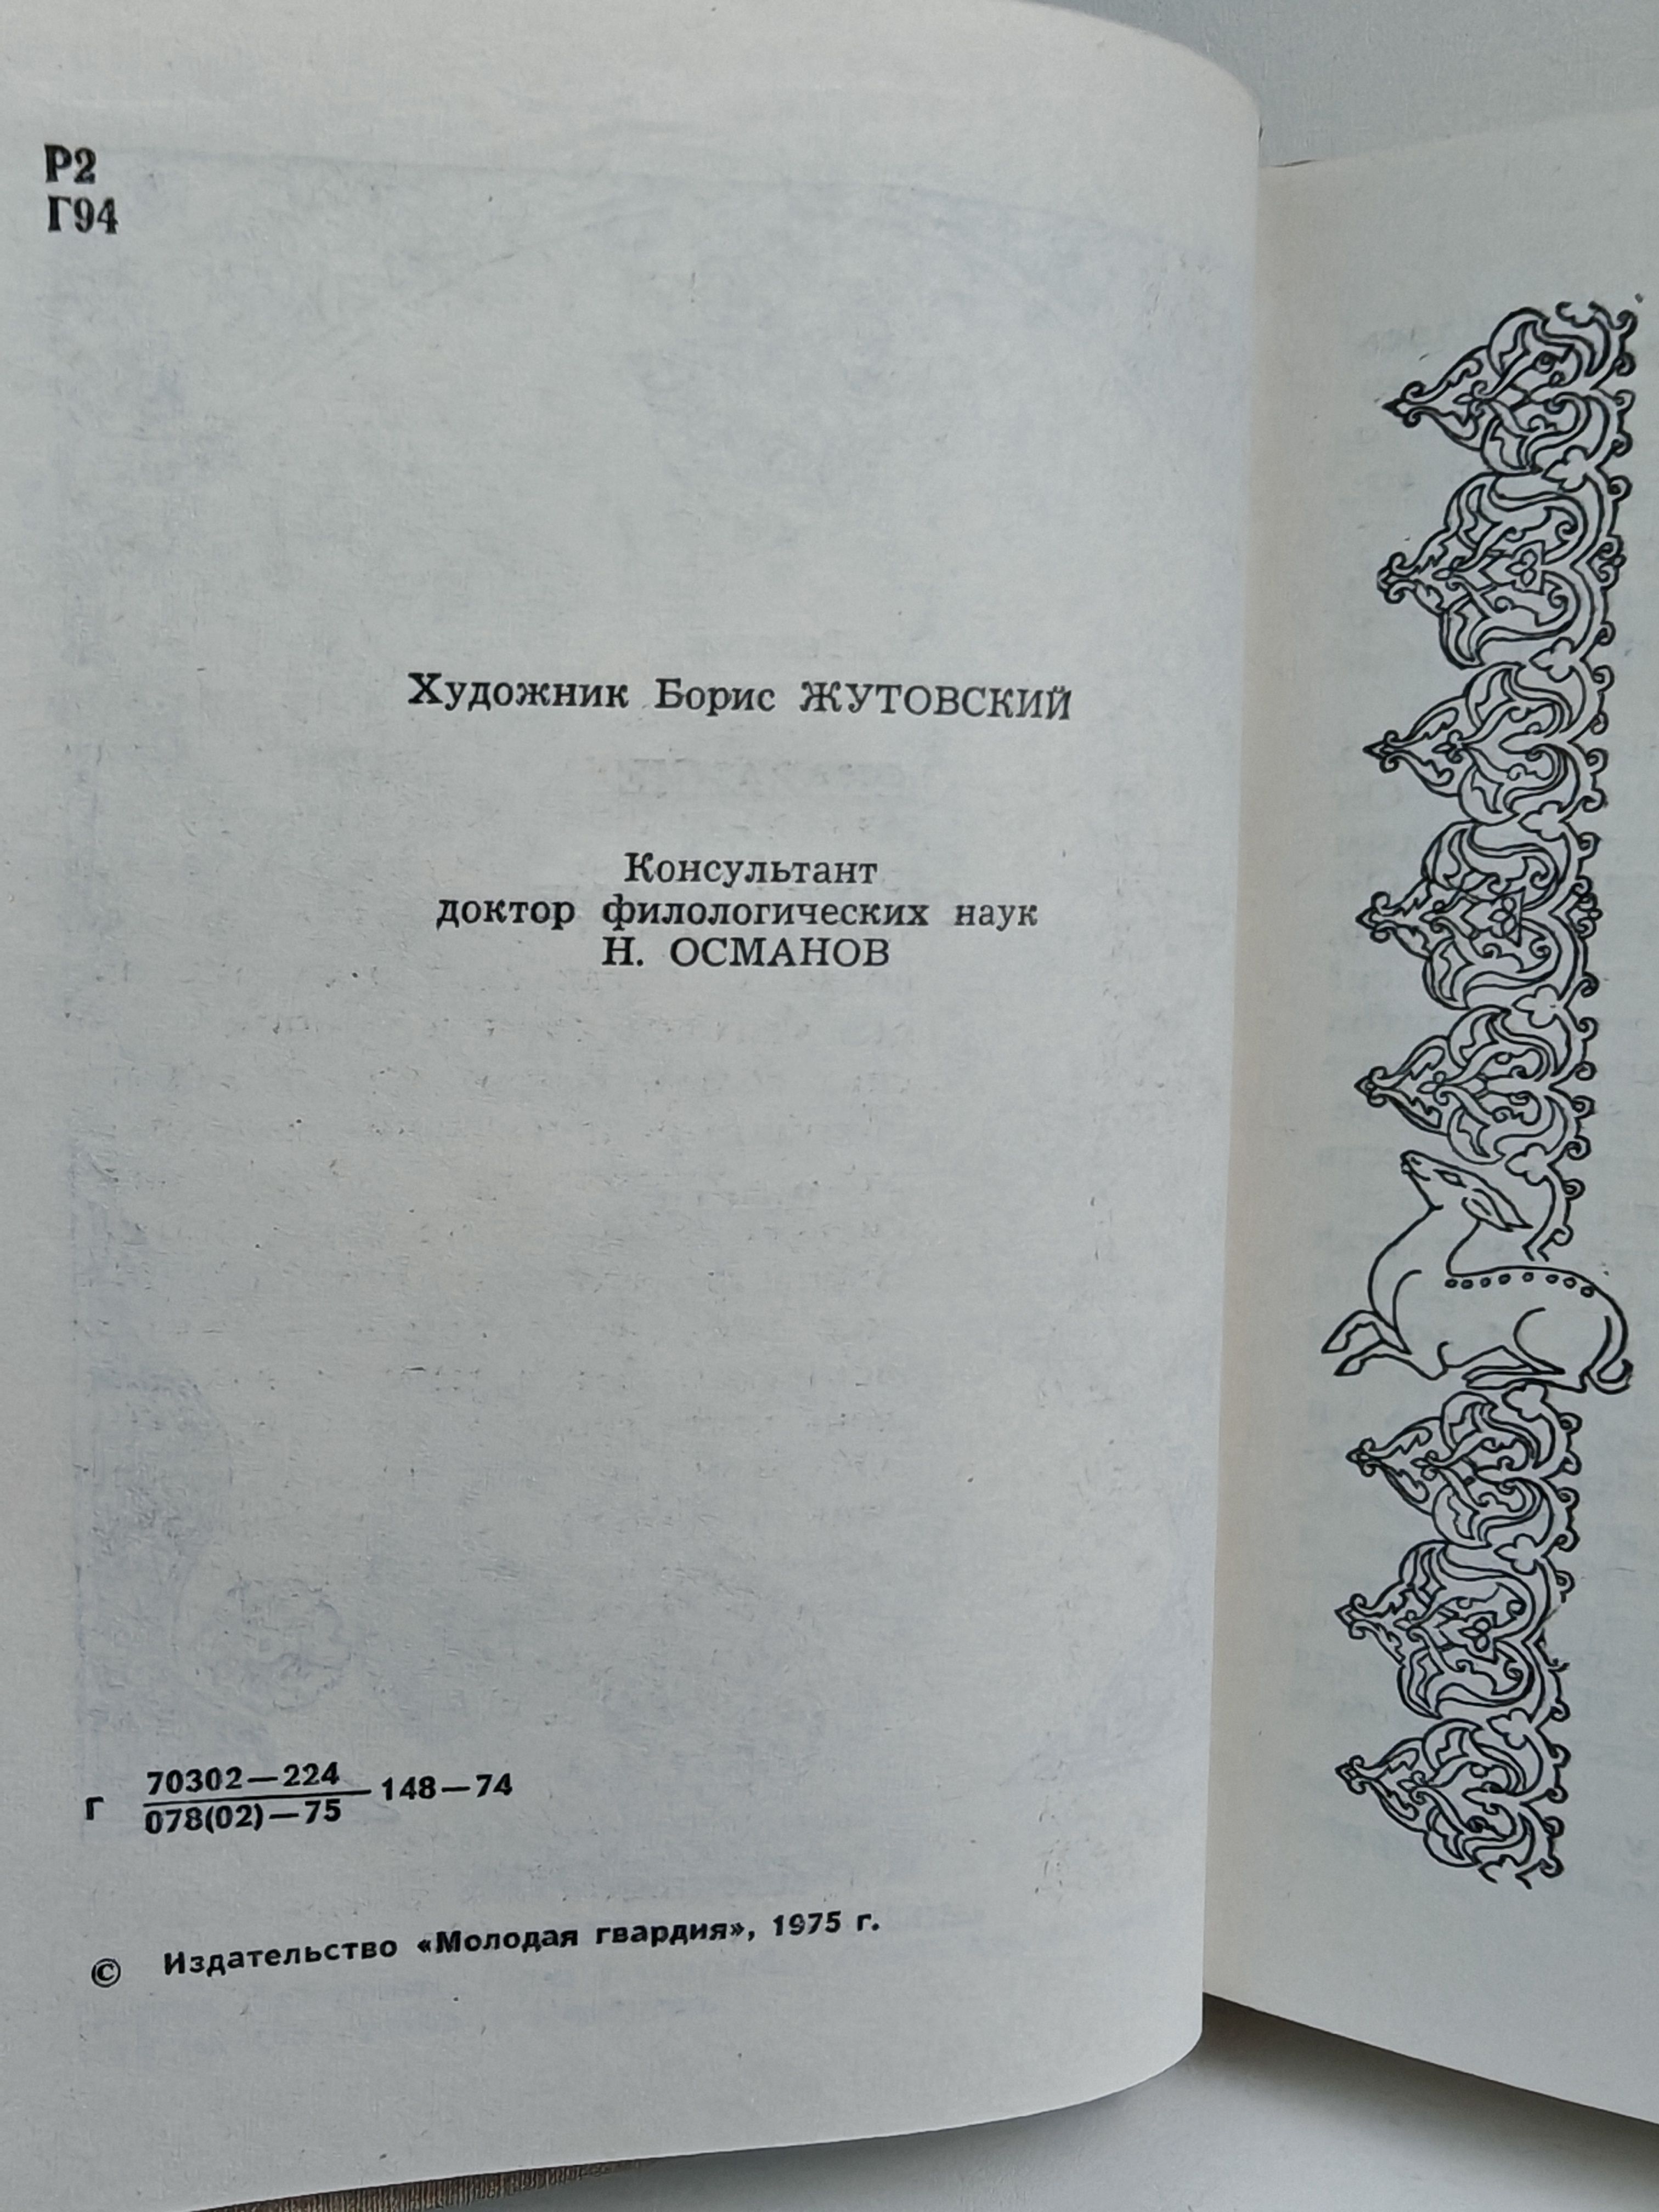 Р2
Г94
Художник Борис ЖУТОВСКИЙ
Консультант
доктор филологических наук
Н. ОСМАНОВ
Г 70302—224
078(02)—75 148—74
© Издательство «Молодая гвардия», 1975 г.